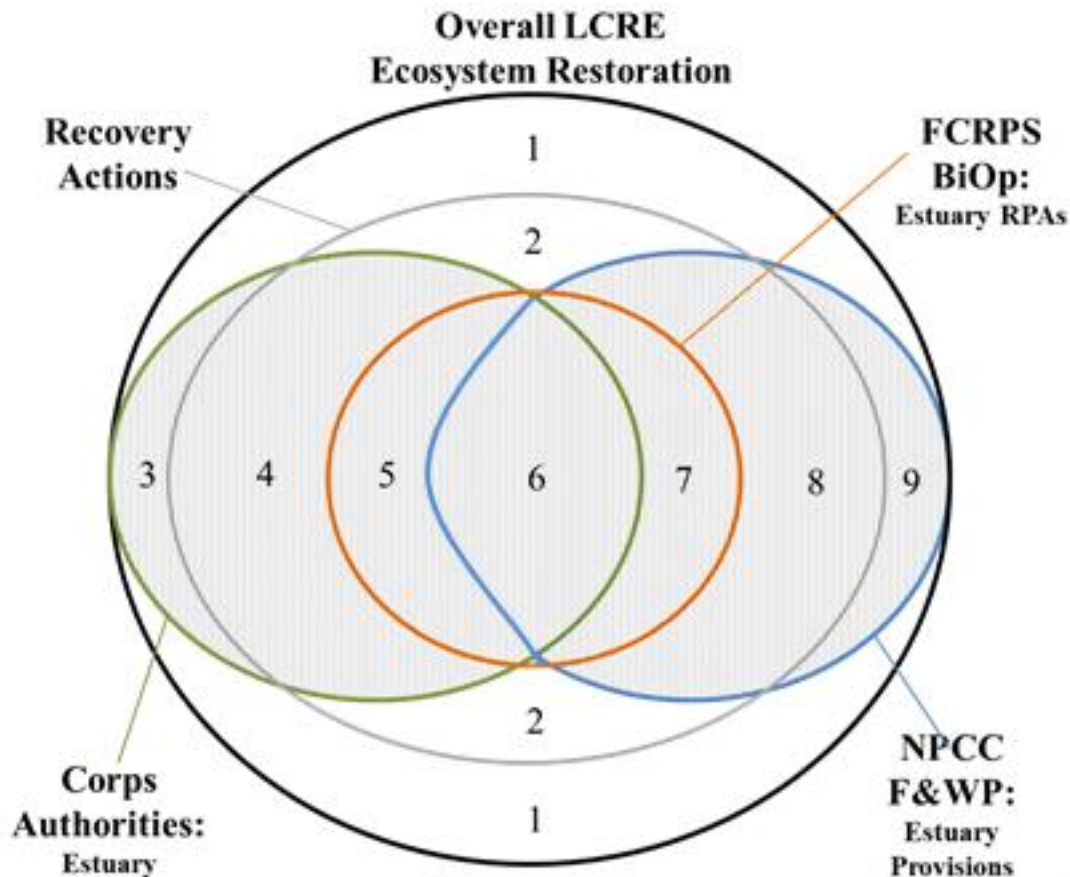 Overall LCRE
Ecosystem Restoration
Recovery
Actions
FCRPS
BiOp:
Estuary RPAs
1
2
3 4 5 6 7 8 9
2
1
Corps
Authorities:
Estuary
NPCC
F&WP:
Estuary
Provisions